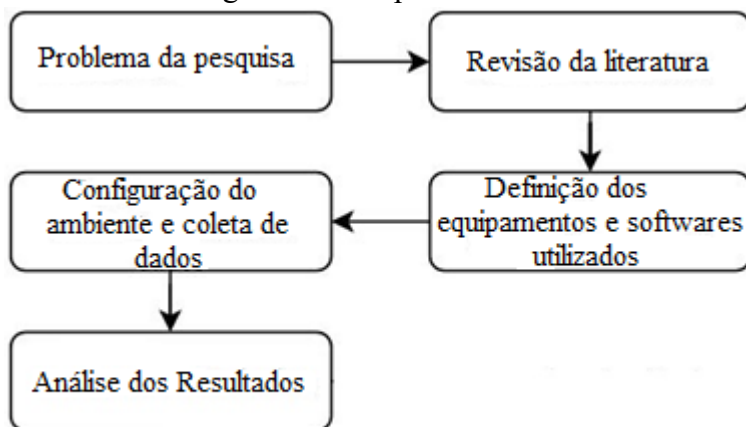 Problema da pesquisa
Revisão da literatura
Definição dos
equipamentos e softwares
utilizados
Configuração do
ambiente e coleta de
dados
Análise dos Resultados